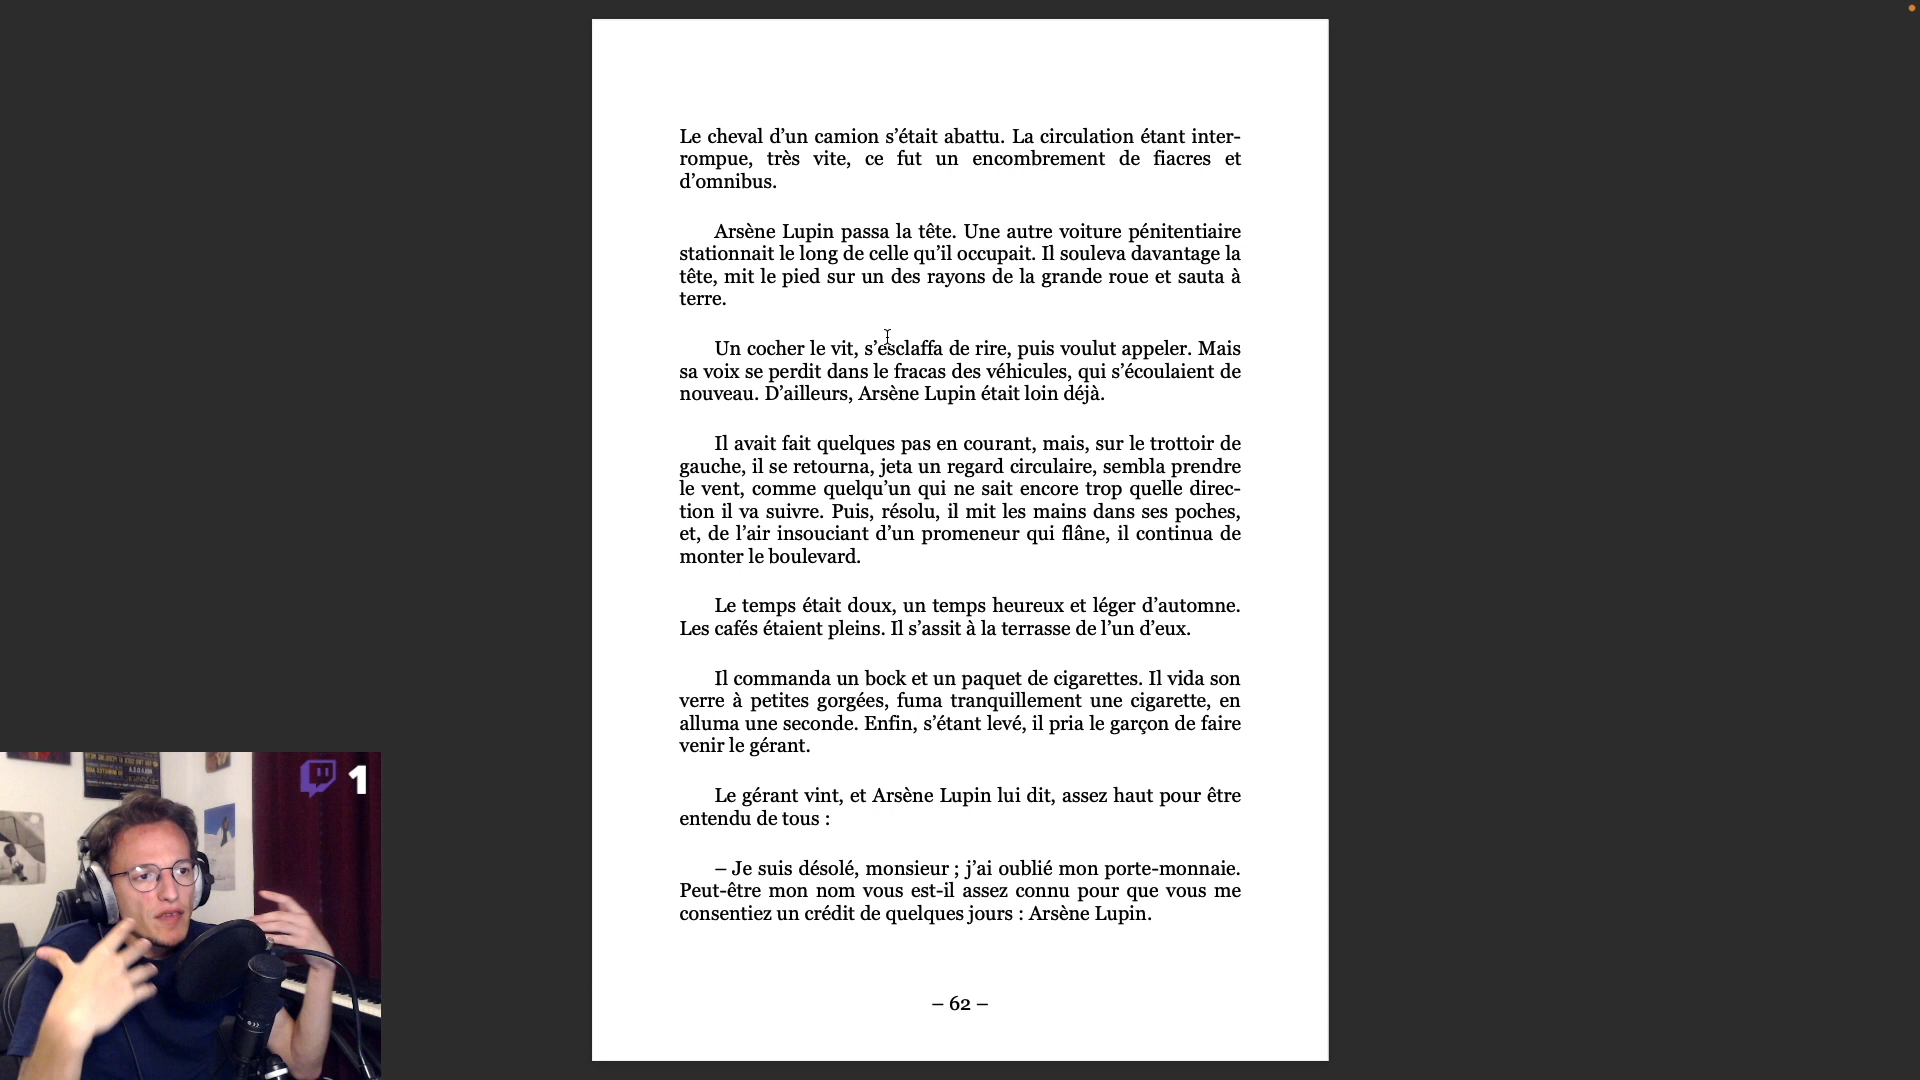 Le cheval d’un camion s’était abattu. La circulation étant inter-
rompue, très vite, ce fut un encombrement de fiacres et
d’omnibus.
Arsène Lupin passa la tête. Une autre voiture pénitentiaire
stationnait le long de celle qu’il occupait. Il souleva davantage la
tête, mit le pied sur un des rayons de la grande roue et sauta à
terre.
Un cocher le vit, s’esclaffa de rire, puis voulut appeler. Mais
sa voix se perdit dans le fracas des véhicules, qui s’écoulaient de
nouveau. D’ailleurs, Arsène Lupin était loin déjà.
Il avait fait quelques pas en courant, mais, sur le trottoir de
gauche, il se retourna, jeta un regard circulaire, sembla prendre
le vent, comme quelqu’un qui ne sait encore trop quelle direc-
tion il va suivre. Puis, résolu, il mit les mains dans ses poches,
et, de l’air insouciant d’un promeneur qui flâne, il continua de
monter le boulevard.
Le temps était doux, un temps heureux et léger d’automne.
Les cafés étaient pleins. Il s’assit à la terrasse de l’un d’eux.
Il commanda un bock et un paquet de cigarettes. Il vida son
verre à petites gorgées, fuma tranquillement une cigarette, en
alluma une seconde. Enfin, s’étant levé, il pria le garçon de faire
venir le gérant.
Le gérant vint, et Arsène Lupin lui dit, assez haut pour être
entendu de tous :
– Je suis désolé, monsieur ; j’ai oublié mon porte-monnaie.
Peut-être mon nom vous est-il assez connu pour que vous me
consentiez un crédit de quelques jours : Arsène Lupin.
– 62 –
1